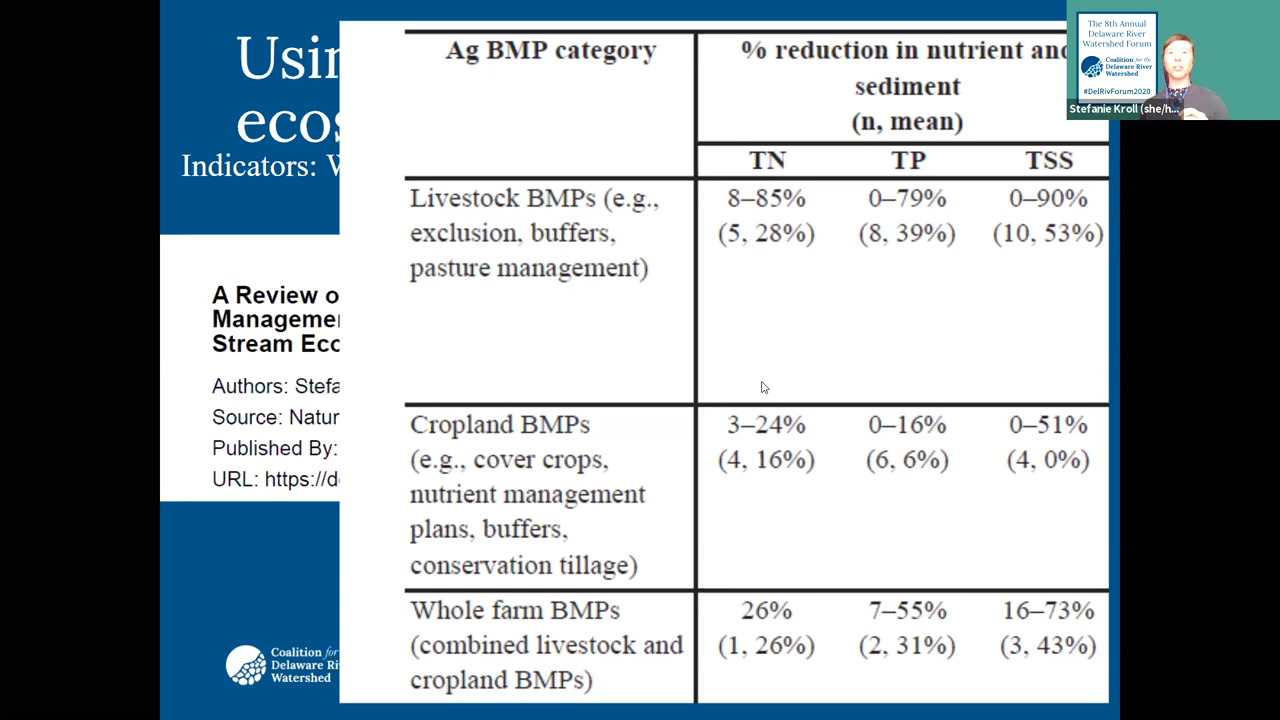 Usin
ecos
Indicators: W
A Review o
Managemen
Stream Eco
Authors: Stefa
Source: Natur
Published By:
URL: https://d
Coalition for
Delaware Ri
Watershed
Ag BMP category
% reduction in nutrient and
sediment
(n, mean)
TN TP TSS
Livestock BMPs (e.g.,
exclusion, buffers,
pasture management)
8–85% 0–79% 0–90%
(5, 28%) (8, 39%) (10, 53%)
Cropland BMPs
(e.g., cover crops,
nutrient management
plans, buffers,
conservation tillage)
3–24% 0–16% 0–51%
(4, 16%) (6, 6%) (4, 0%)
Whole farm BMPs
(combined livestock and
cropland BMPs)
26% 7–55% 16–73%
(1, 26%) (2, 31%) (3, 43%)
The 8th Annual
Delaware River
Watershed Forum
Coalition for the
Delaware River
Watershed
#DelRivForum2020
Stefanie Kroll (she/h...